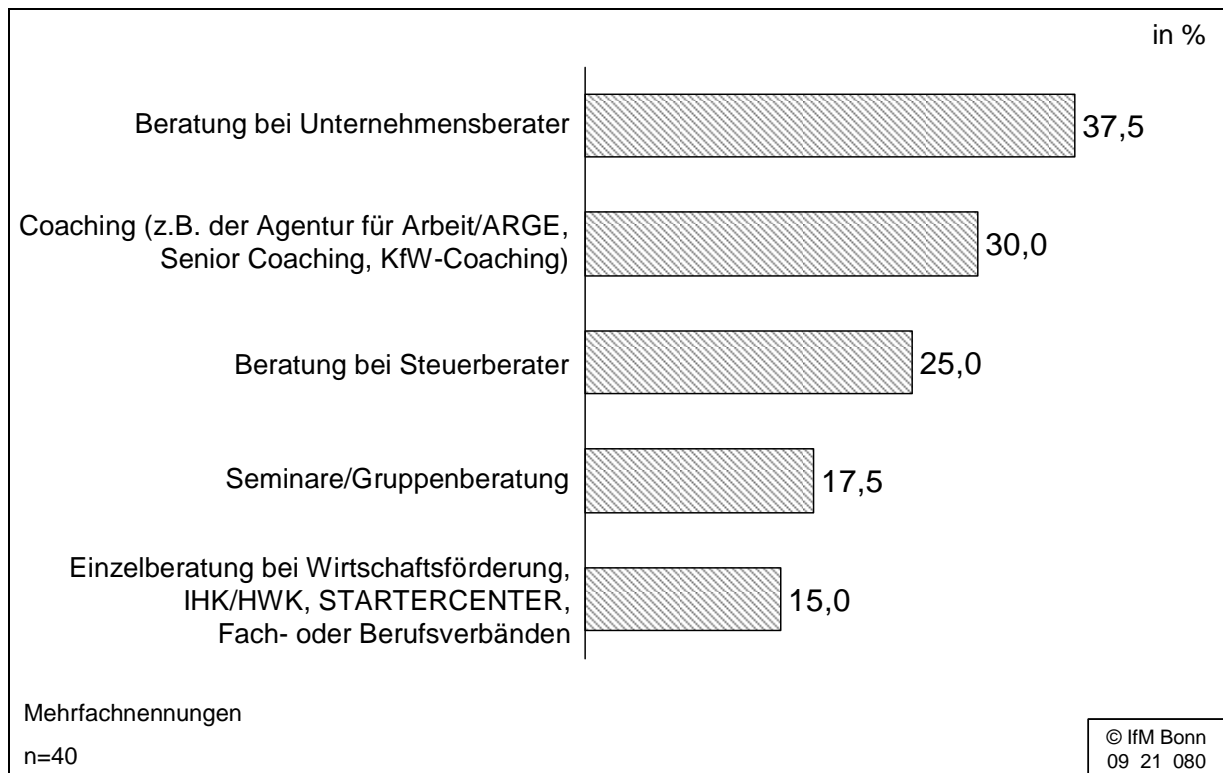 in %
Beratung bei Unternehmensberater
37,5
Coaching (z.B. der Agentur für Arbeit/ARGE,
Senior Coaching, KfW-Coaching)
30,0
Beratung bei Steuerberater
25,0
Seminare/Gruppenberatung
17,5
Einzelberatung bei Wirtschaftsförderung,
IHK/HWK, STARTERCENTER,
Fach- oder Berufsverbänden
15,0
Mehrfachnennungen
n=40
© IfM Bonn
09 21 080